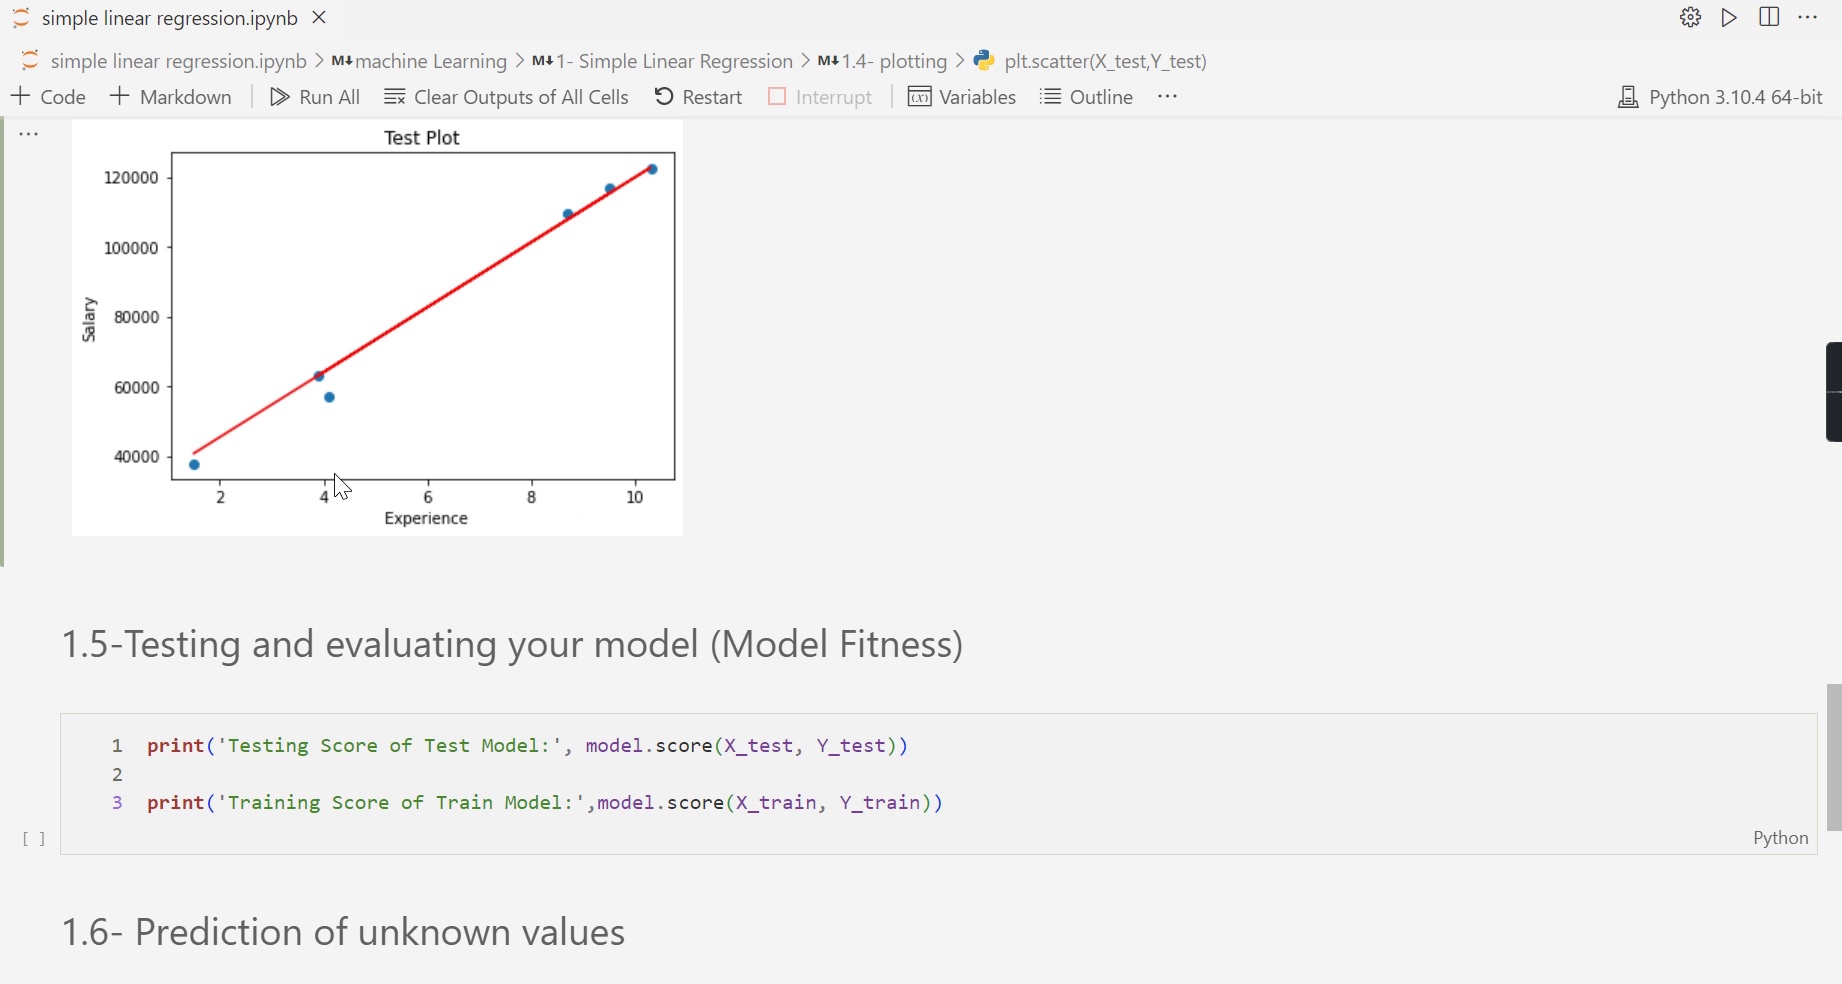 simple linear regression.ipynb
simple linear regression.ipynb > M↓ machine Learning > M↓ 1- Simple Linear Regression > M↓ 1.4- plotting > plt.scatter(X_test,Y_test)
+ Code + Markdown Run All Clear Outputs of All Cells Restart Interrupt (x) Variables Outline ... Python 3.10.4 64-bit
Test Plot
120000
100000
80000
60000
40000
Salary
2 4 6 8 10
Experience
1.5-Testing and evaluating your model (Model Fitness)
1 print('Testing Score of Test Model:', model.score(X_test, Y_test))
2
3 print('Training Score of Train Model:',model.score(X_train, Y_train))
[ ]
Python
1.6- Prediction of unknown values